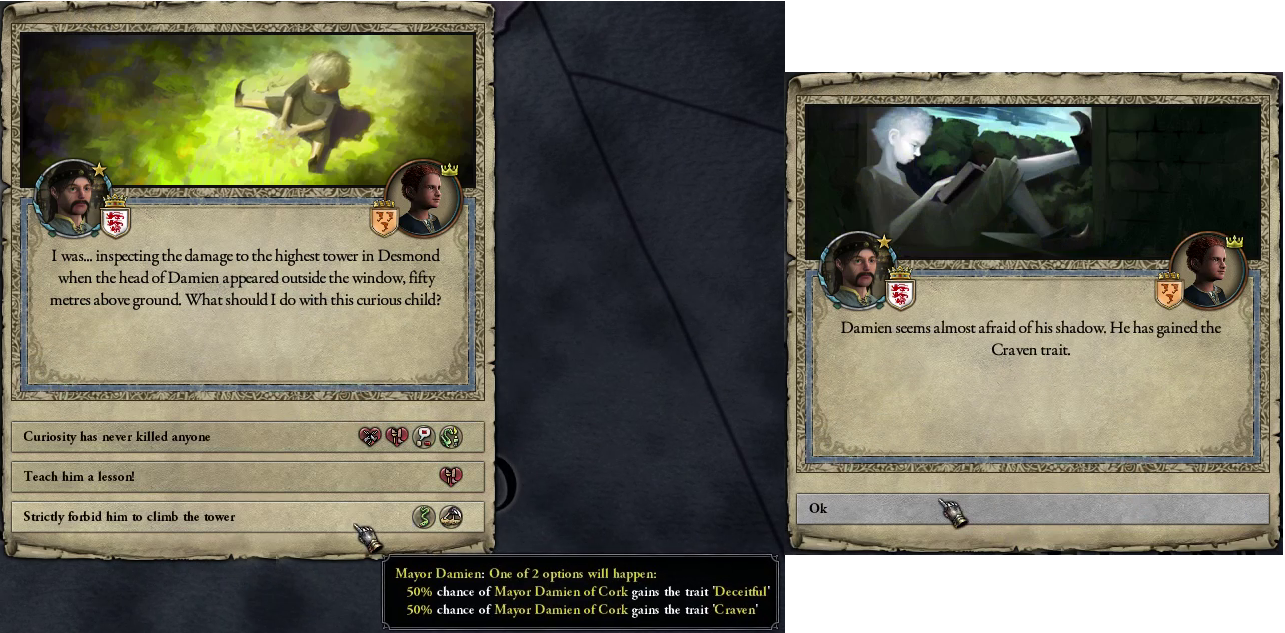 I was... inspecting the damage to the highest tower in Desmond
when the head of Damien appeared outside the window, fifty
metres above ground. What should I do with this curious child?
Curiosity has never killed anyone
Teach him a lesson!
Strictly forbid him to climb the tower
Mayor Damien: One of 2 options will happen:
50% chance of Mayor Damien of Cork gains the trait 'Deceitful'
50% chance of Mayor Damien of Cork gains the trait 'Craven'
Damien seems almost afraid of his shadow. He has gained the
Craven trait.
Ok